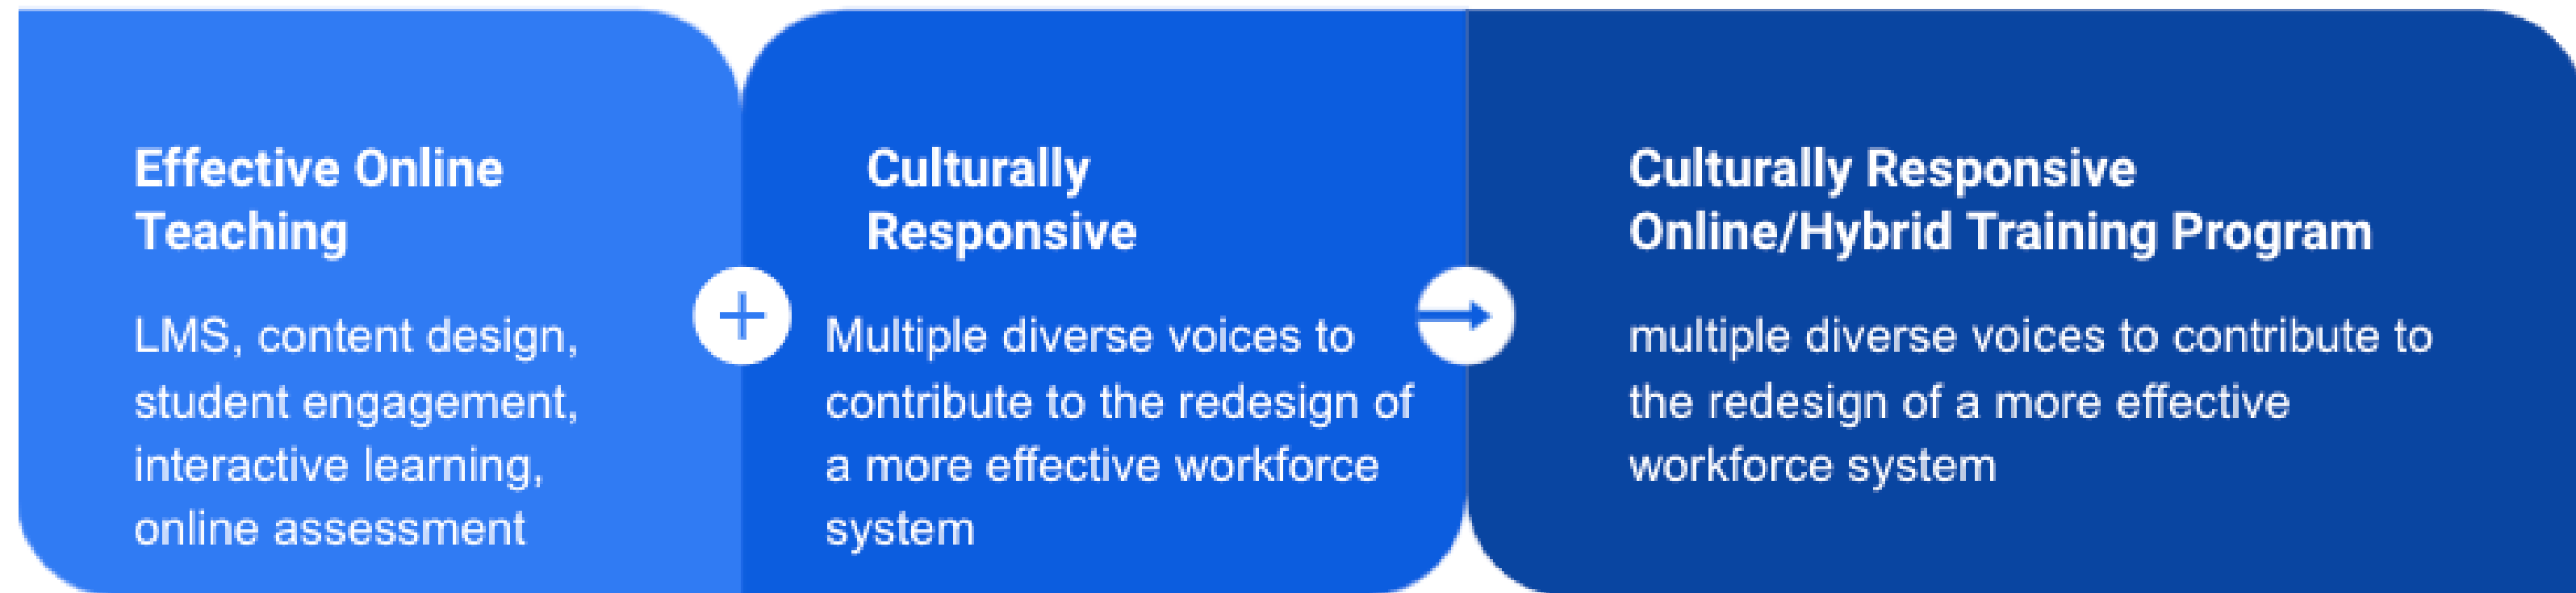 Effective Online
Teaching
LMS, content design,
student engagement,
interactive learning,
online assessment
+
Culturally
Responsive
Multiple diverse voices to
contribute to the redesign of
a more effective workforce
system
→
Culturally Responsive
Online/Hybrid Training Program
multiple diverse voices to contribute to
the redesign of a more effective
workforce system